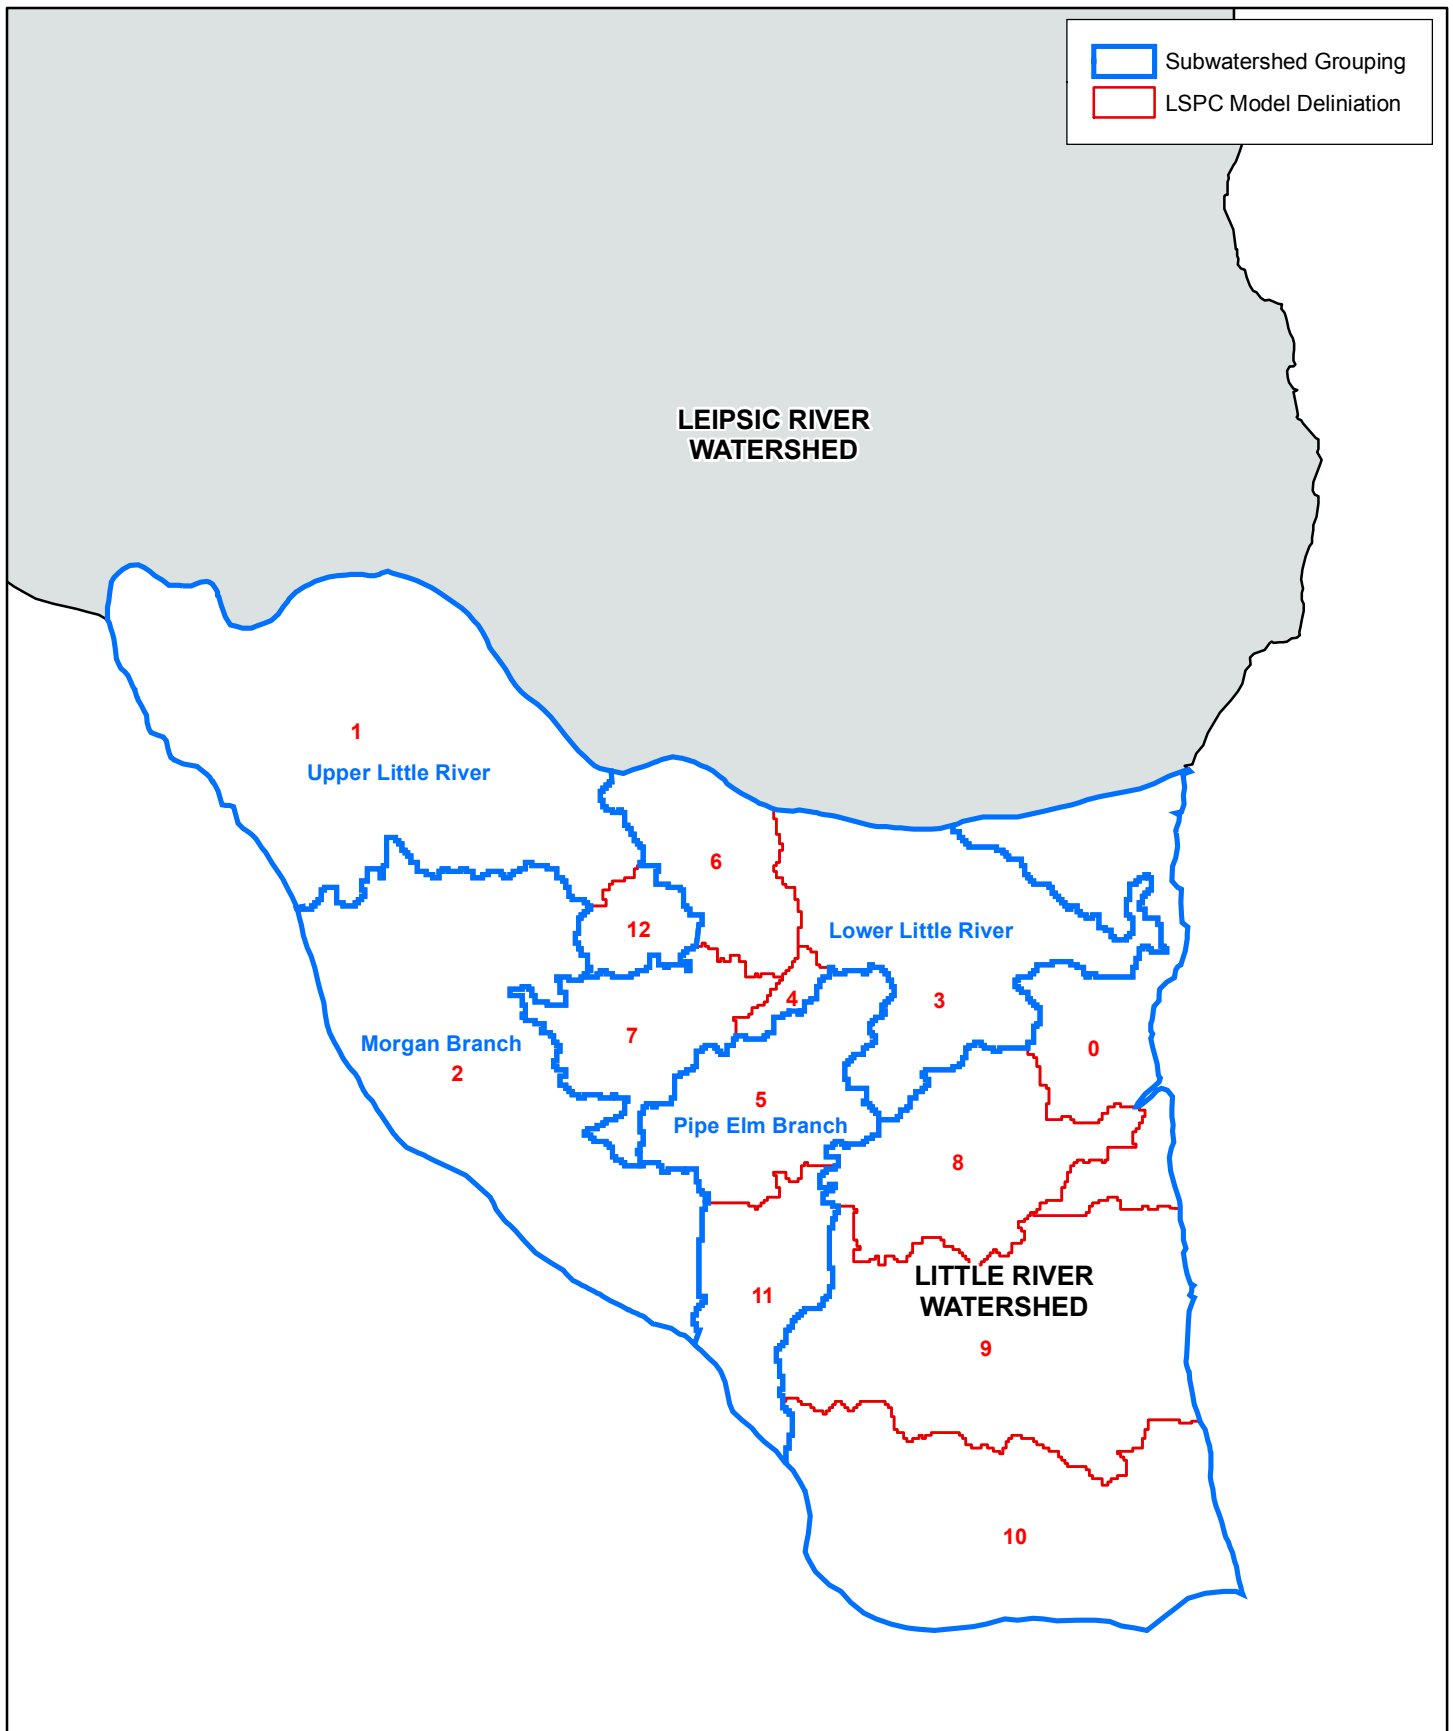 Subwatershed Grouping
LSPC Model Deliniation
LEIPSIC RIVER
WATERSHED
1
Upper Little River
6
12
Lower Little River
4
3
7
Morgan Branch
2
0
5
Pipe Elm Branch
8
LITTLE RIVER
WATERSHED
11
9
10